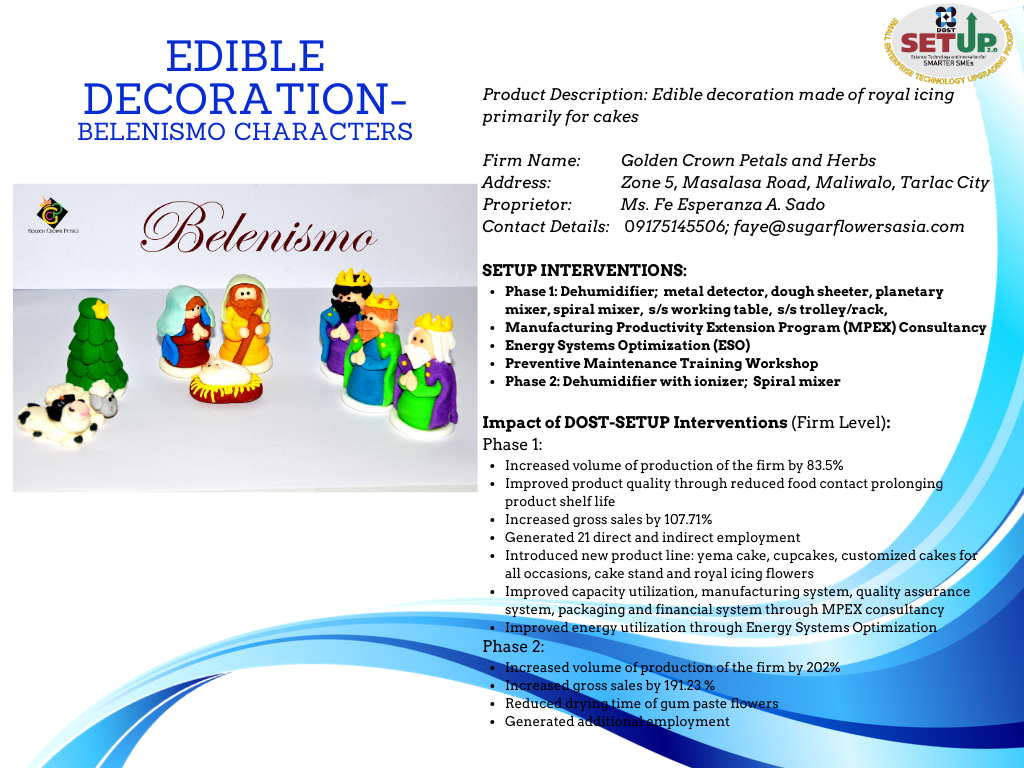 EDIBLE
DECORATION-
BELENISMO CHARACTERS
GOLDEN CROWN PETALS
Belenismo
DOST
SETUP 2.0
Science Technology and Innovation for
SMARTER SMEs
SMALL ENTERPRISE TECHNOLOGY UPGRADING PROGRAM
Product Description: Edible decoration made of royal icing
primarily for cakes
Firm Name: Golden Crown Petals and Herbs
Address: Zone 5, Masalasa Road, Maliwalo, Tarlac City
Proprietor: Ms. Fe Esperanza A. Sado
Contact Details: 09175145506; faye@sugarflowersasia.com
SETUP INTERVENTIONS:
• Phase 1: Dehumidifier; metal detector, dough sheeter, planetary
mixer, spiral mixer, s/s working table, s/s trolley/rack,
• Manufacturing Productivity Extension Program (MPEX) Consultancy
• Energy Systems Optimization (ESO)
• Preventive Maintenance Training Workshop
• Phase 2: Dehumidifier with ionizer; Spiral mixer
Impact of DOST-SETUP Interventions (Firm Level):
Phase 1:
• Increased volume of production of the firm by 83.5%
• Improved product quality through reduced food contact prolonging
product shelf life
• Increased gross sales by 107.71%
• Generated 21 direct and indirect employment
• Introduced new product line: yema cake, cupcakes, customized cakes for
all occasions, cake stand and royal icing flowers
• Improved capacity utilization, manufacturing system, quality assurance
system, packaging and financial system through MPEX consultancy
• Improved energy utilization through Energy Systems Optimization
Phase 2:
• Increased volume of production of the firm by 202%
• Increased gross sales by 191.23 %
• Reduced drying time of gum paste flowers
• Generated additional employment